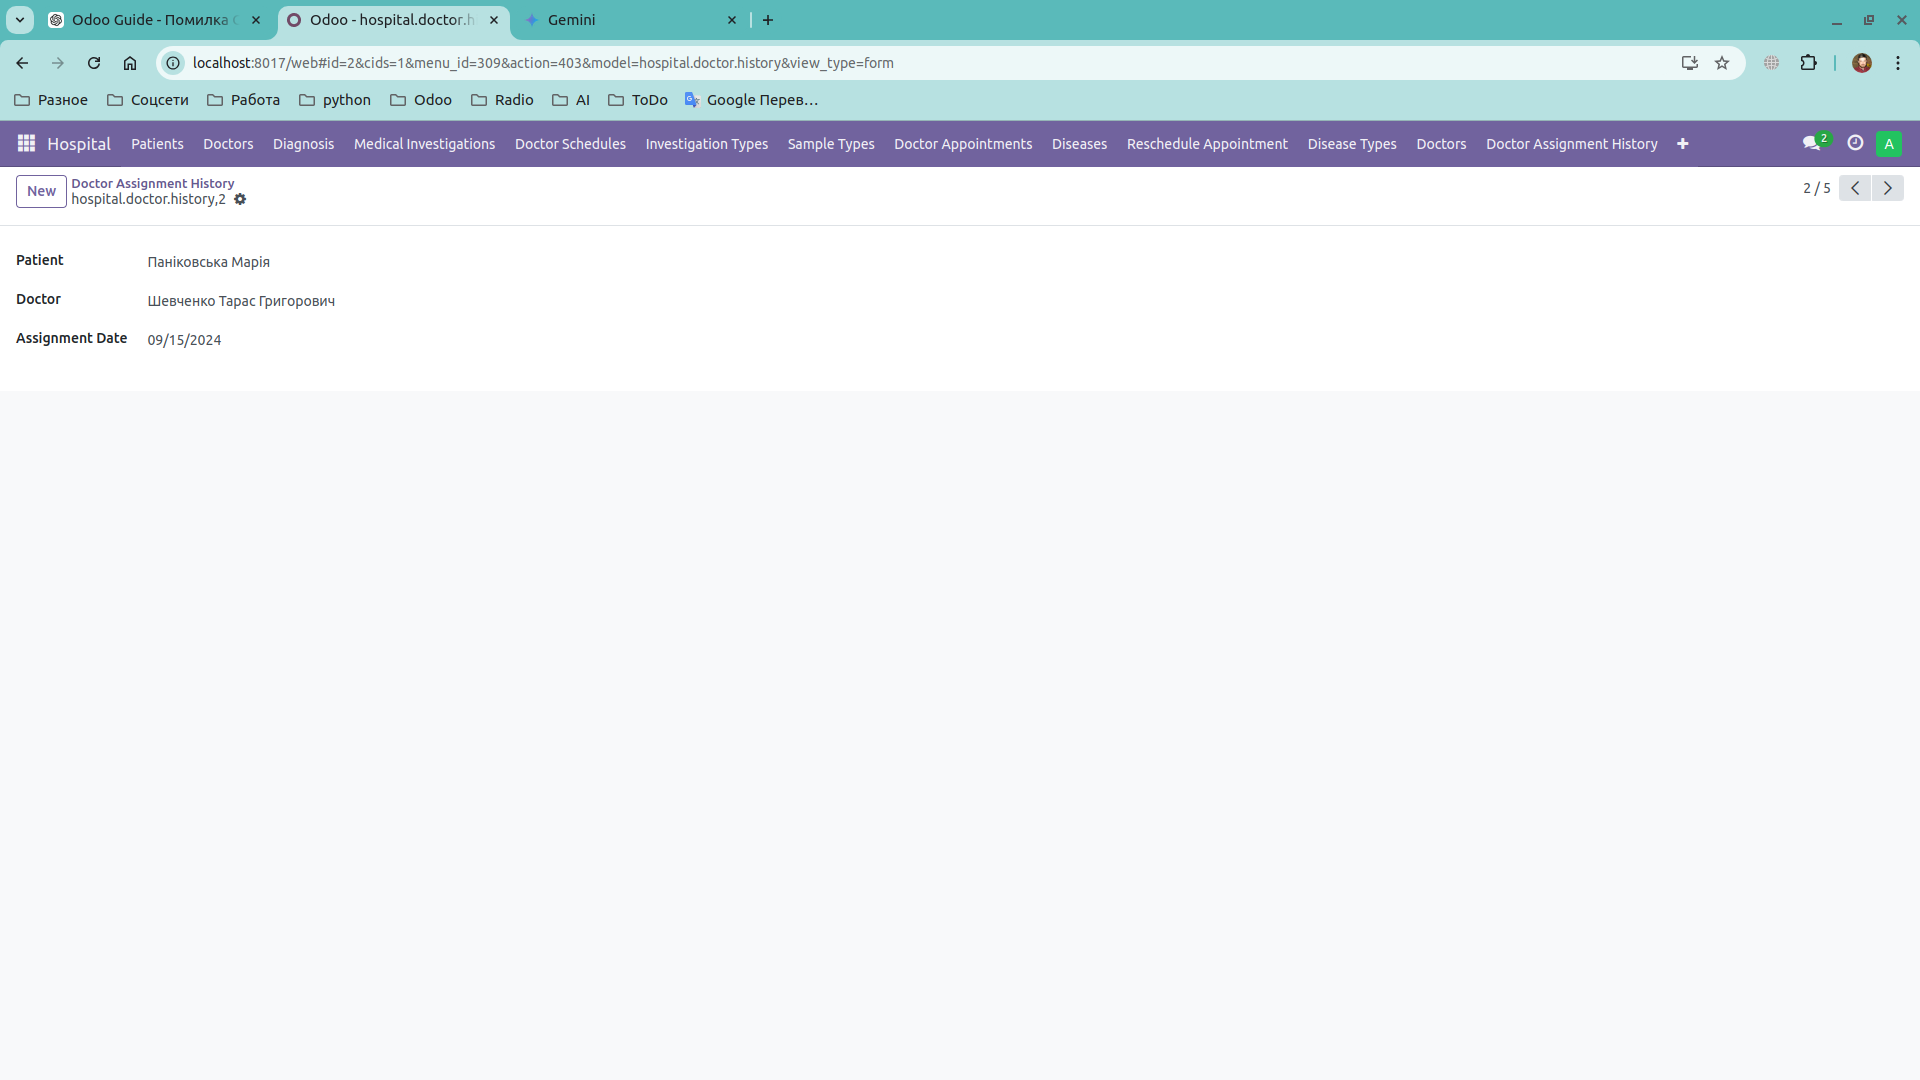 Odoo Guide - Помилка
Odoo - hospital.doctor.h
Gemini
localhost:8017/web#id=2&cids=1&menu_id=309&action=403&model=hospital.doctor.history&view_type=form
Разное Соцсети Работа python Odoo Radio AI ToDo Google Перев…
Hospital Patients Doctors Diagnosis Medical Investigations Doctor Schedules Investigation Types Sample Types Doctor Appointments Diseases Reschedule Appointment Disease Types Doctors Doctor Assignment History 2 A
New
Doctor Assignment History
hospital.doctor.history,2
2 / 5
Patient Паніковська Марія
Doctor Шевченко Тарас Григорович
Assignment Date 09/15/2024